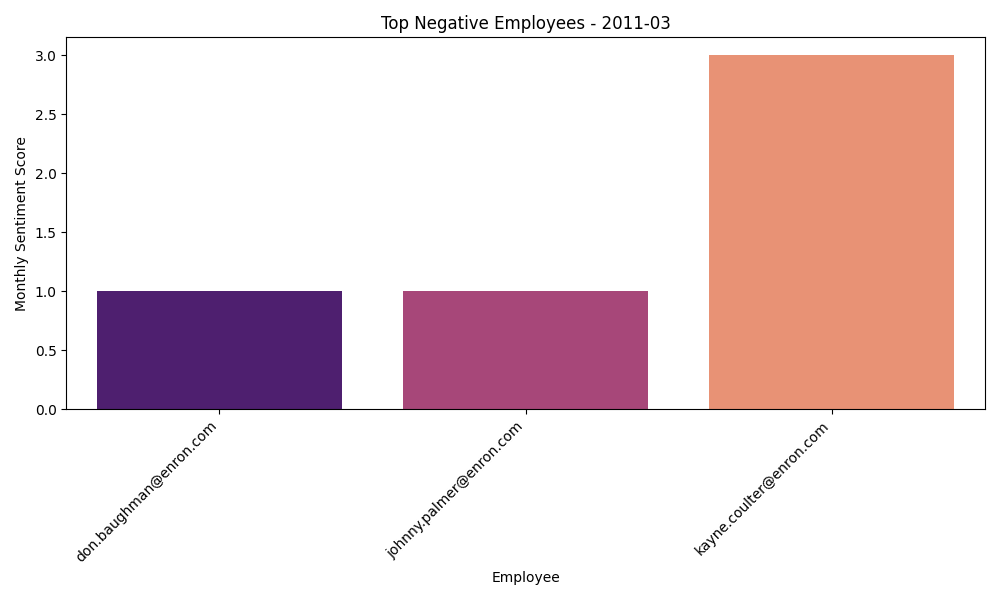 Top Negative Employees - 2011-03
Monthly Sentiment Score
3.0
2.5
2.0
1.5
1.0
0.5
0.0
don.baughman@enron.com
johnny.palmer@enron.com
kayne.coulter@enron.com
Employee